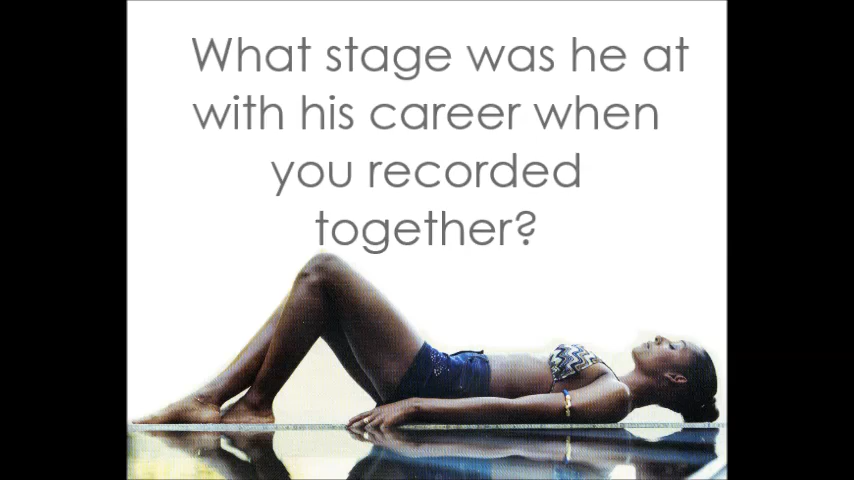 What stage was he at
with his career when
you recorded
together?